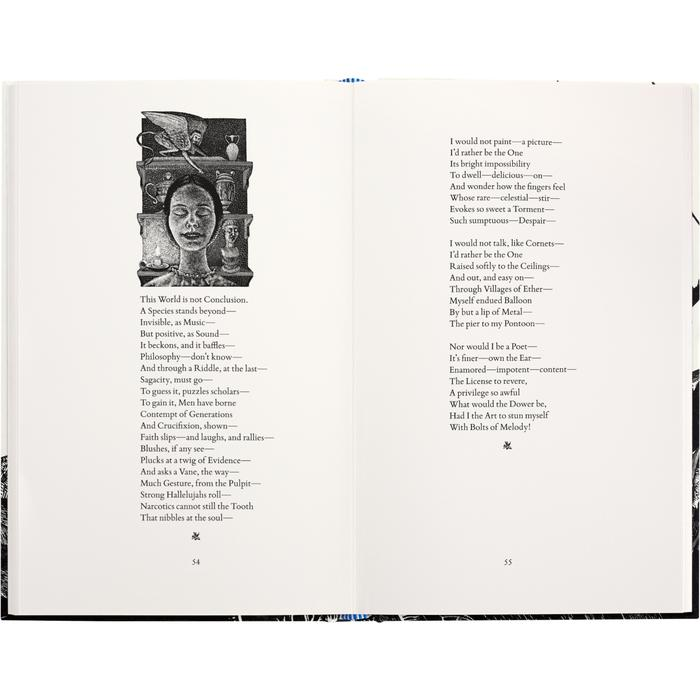 This World is not Conclusion.
A Species stands beyond—
Invisible, as Music—
But positive, as Sound—
It beckons, and it baffles—
Philosophy—don't know—
And through a Riddle, at the last—
Sagacity, must go—
To guess it, puzzles scholars—
To gain it, Men have borne
Contempt of Generations
And Crucifixion, shown—
Faith slips—and laughs, and rallies—
Blushes, if any see—
Plucks at a twig of Evidence—
And asks a Vane, the way—
Much Gesture, from the Pulpit—
Strong Hallelujahs roll—
Narcotics cannot still the Tooth
That nibbles at the soul—
54
I would not paint—a picture—
I'd rather be the One
Its bright impossibility
To dwell—delicious—on—
And wonder how the fingers feel
Whose rare—celestial—stir—
Evokes so sweet a Torment—
Such sumptuous—Despair—
I would not talk, like Cornets—
I'd rather be the One
Raised softly to the Ceilings—
And out, and easy on—
Through Villages of Ether—
Myself endued Balloon
By but a lip of Metal—
The pier to my Pontoon—
Nor would I be a Poet—
It's finer—own the Ear—
Enamored—impotent—content—
The License to revere,
A privilege so awful
What would the Dower be,
Had I the Art to stun myself
With Bolts of Melody!
55